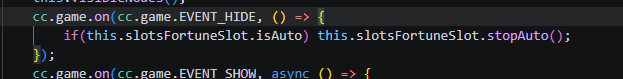 cc.game.on(cc.game.EVENT_HIDE, () => {
if(this.slotsFortuneSlot.isAuto) this.slotsFortuneSlot.stopAuto();
});
cc.game.on(cc.game.EVENT_SHOW, async () => {